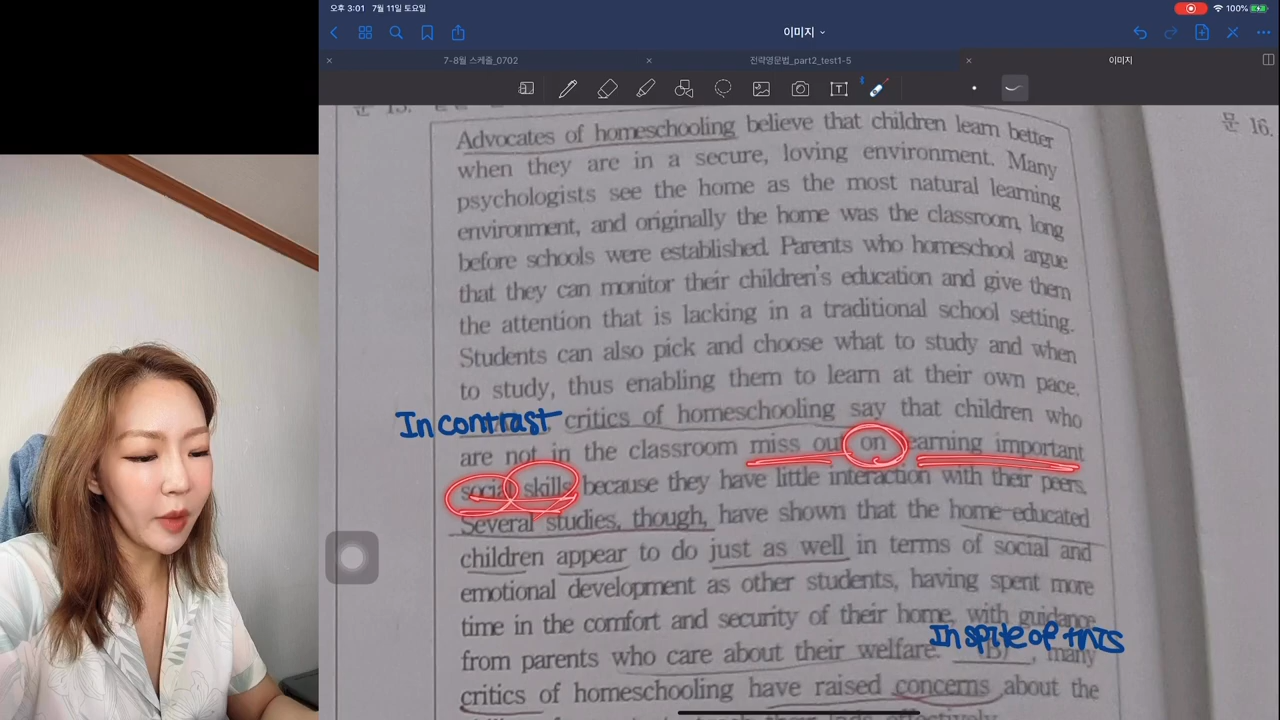 오후 3:01 7월 11일 토요일
100%
이미지
7-8월 스케줄_0702
전략영문법_part2_test1-5
이미지
T
문 16.
Advocates of homeschooling believe that children learn better
when they are in a secure, loving environment. Many
psychologists see the home as the most natural learning
environment, and originally the home was the classroom, long
before schools were established. Parents who homeschool argue
that they can monitor their children's education and give them
the attention that is lacking in a traditional school setting.
Students can also pick and choose what to study and when
to study, thus enabling them to learn at their own pace.
In contrast critics of homeschooling say that children who
are not in the classroom miss out on learning important
social skills because they have little interaction with their peers.
Several studies, though, have shown that the home-educated
children appear to do just as well in terms of social and
emotional development as other students, having spent more
time in the comfort and security of their home, with guidance
In spite of this
from parents who care about their welfare. (B) , many
critics of homeschooling have raised concerns about the